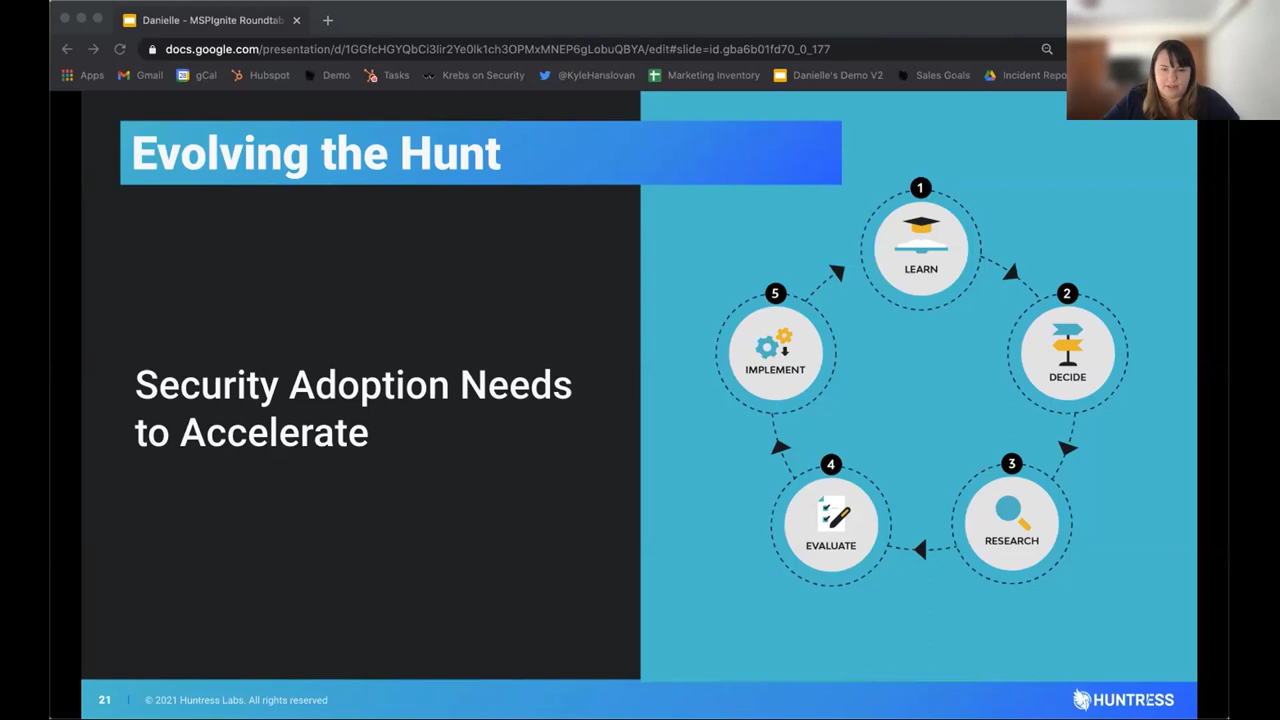 Danielle - MSPIgnite Roundtab
docs.google.com/presentation/d/1GGfcHGYQbCi3lir2Ye0lk1ch3OPMxMNEP6gLobuQBYA/edit#slide=id.gba6b01fd70_0_177
Apps Gmail gCal Hubspot Demo Tasks Krebs on Security @KyleHanslovan Marketing Inventory Danielle's Demo V2 Sales Goals Incident Repo
Evolving the Hunt
Security Adoption Needs
to Accelerate
1
LEARN
2
DECIDE
3
RESEARCH
4
EVALUATE
5
IMPLEMENT
21 | © 2021 Huntress Labs. All rights reserved
HUNTRESS